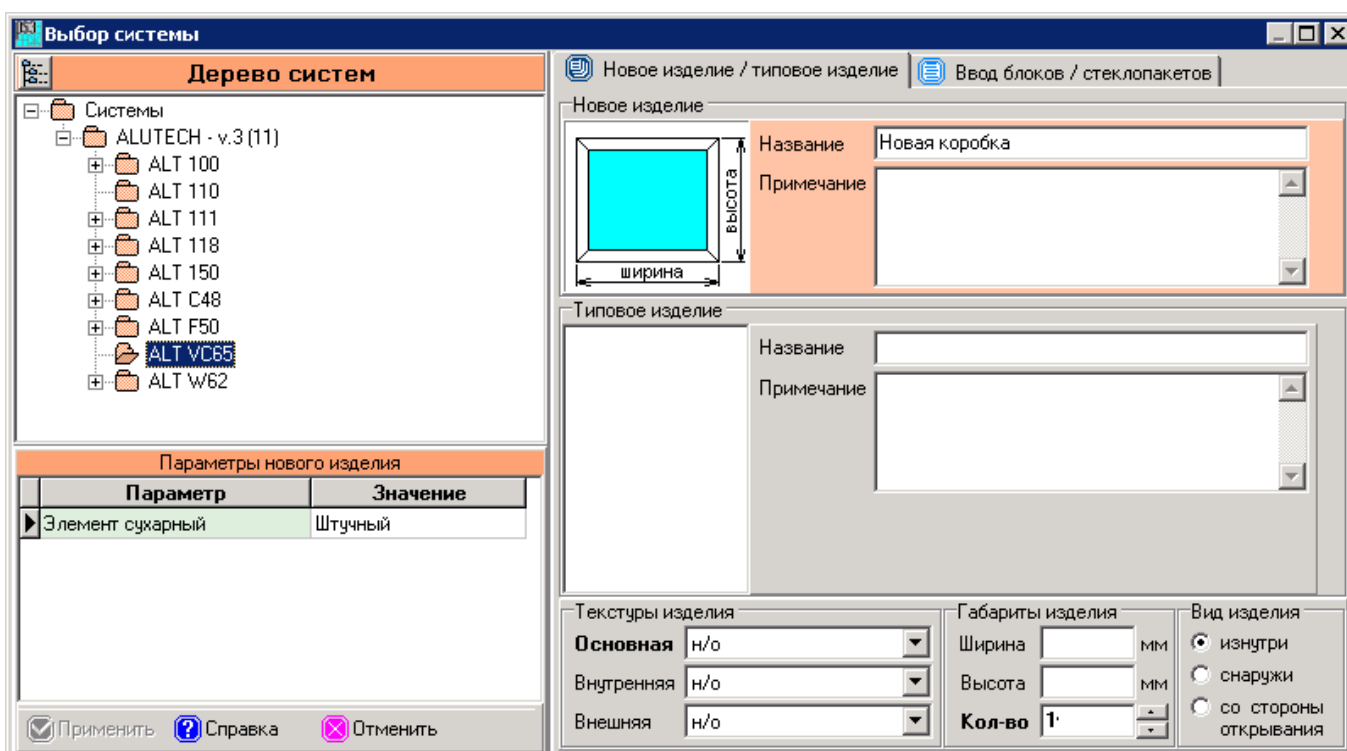 Выбор системы
Дерево систем
Системы
ALUTECH - v.3 (11)
ALT 100
ALT 110
ALT 111
ALT 118
ALT 150
ALT C48
ALT F50
ALT VC65
ALT W62
Параметры нового изделия
Параметр Значение
Элемент сухарный Штучный
Применить Справка Отменить
Новое изделие / типовое изделие Ввод блоков / стеклопакетов
Новое изделие
высота
ширина
Название Новая коробка
Примечание
Типовое изделие
Название
Примечание
Текстуры изделия
Основная н/о
Внутренняя н/о
Внешняя н/о
Габариты изделия
Ширина мм
Высота мм
Кол-во 1
Вид изделия
изнутри
снаружи
со стороны
открывания